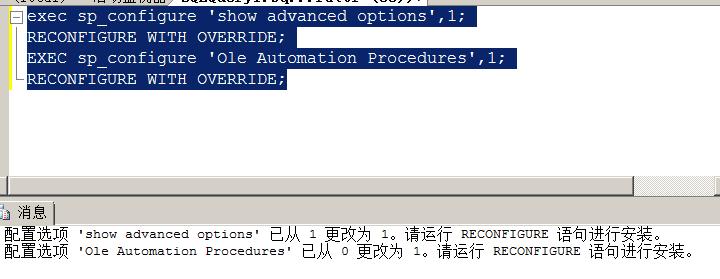 exec sp_configure 'show advanced options',1;
RECONFIGURE WITH OVERRIDE;
EXEC sp_configure 'Ole Automation Procedures',1;
RECONFIGURE WITH OVERRIDE;
消息
配置选项 'show advanced options' 已从 1 更改为 1。请运行 RECONFIGURE 语句进行安装。
配置选项 'Ole Automation Procedures' 已从 0 更改为 1。请运行 RECONFIGURE 语句进行安装。